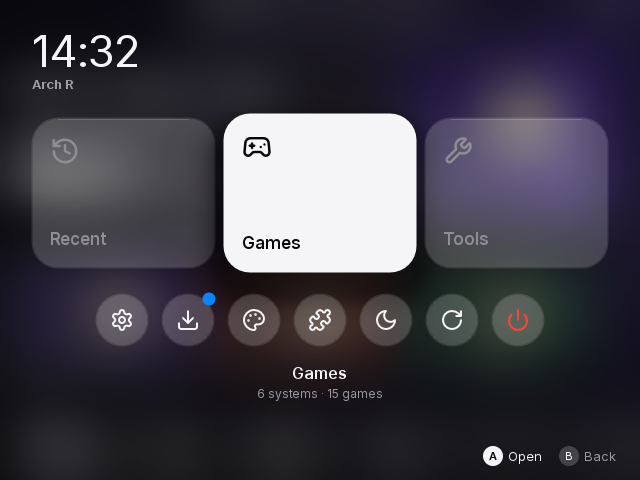 14:32
Arch R
Recent
Games
Tools
Games
6 systems · 15 games
A Open
B Back